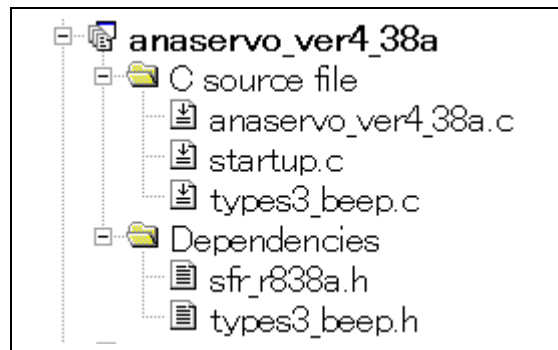 anaservo_ver4_38a
C source file
anaservo_ver4_38a.c
startup.c
types3_beep.c
Dependencies
sfr_r838a.h
types3_beep.h